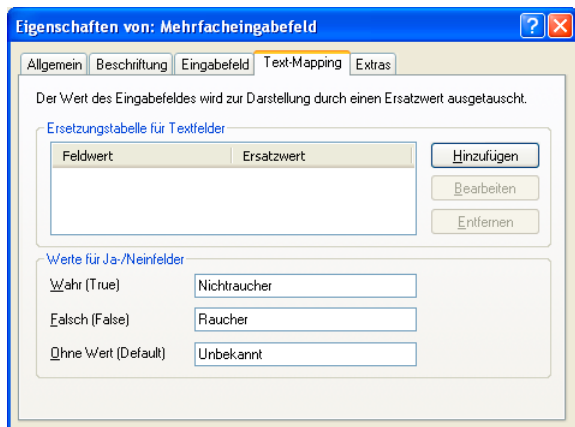 Eigenschaften von: Mehrfacheingabefeld
Allgemein Beschriftung Eingabefeld Text-Mapping Extras
Der Wert des Eingabefeldes wird zur Darstellung durch einen Ersatzwert ausgetauscht.
Ersetzungstabelle für Textfelder
Feldwert Ersatzwert
Hinzufügen
Bearbeiten
Entfernen
Werte für Ja-/Neinfelder
Wahr (True) Nichtraucher
Falsch (False) Raucher
Ohne Wert (Default) Unbekannt